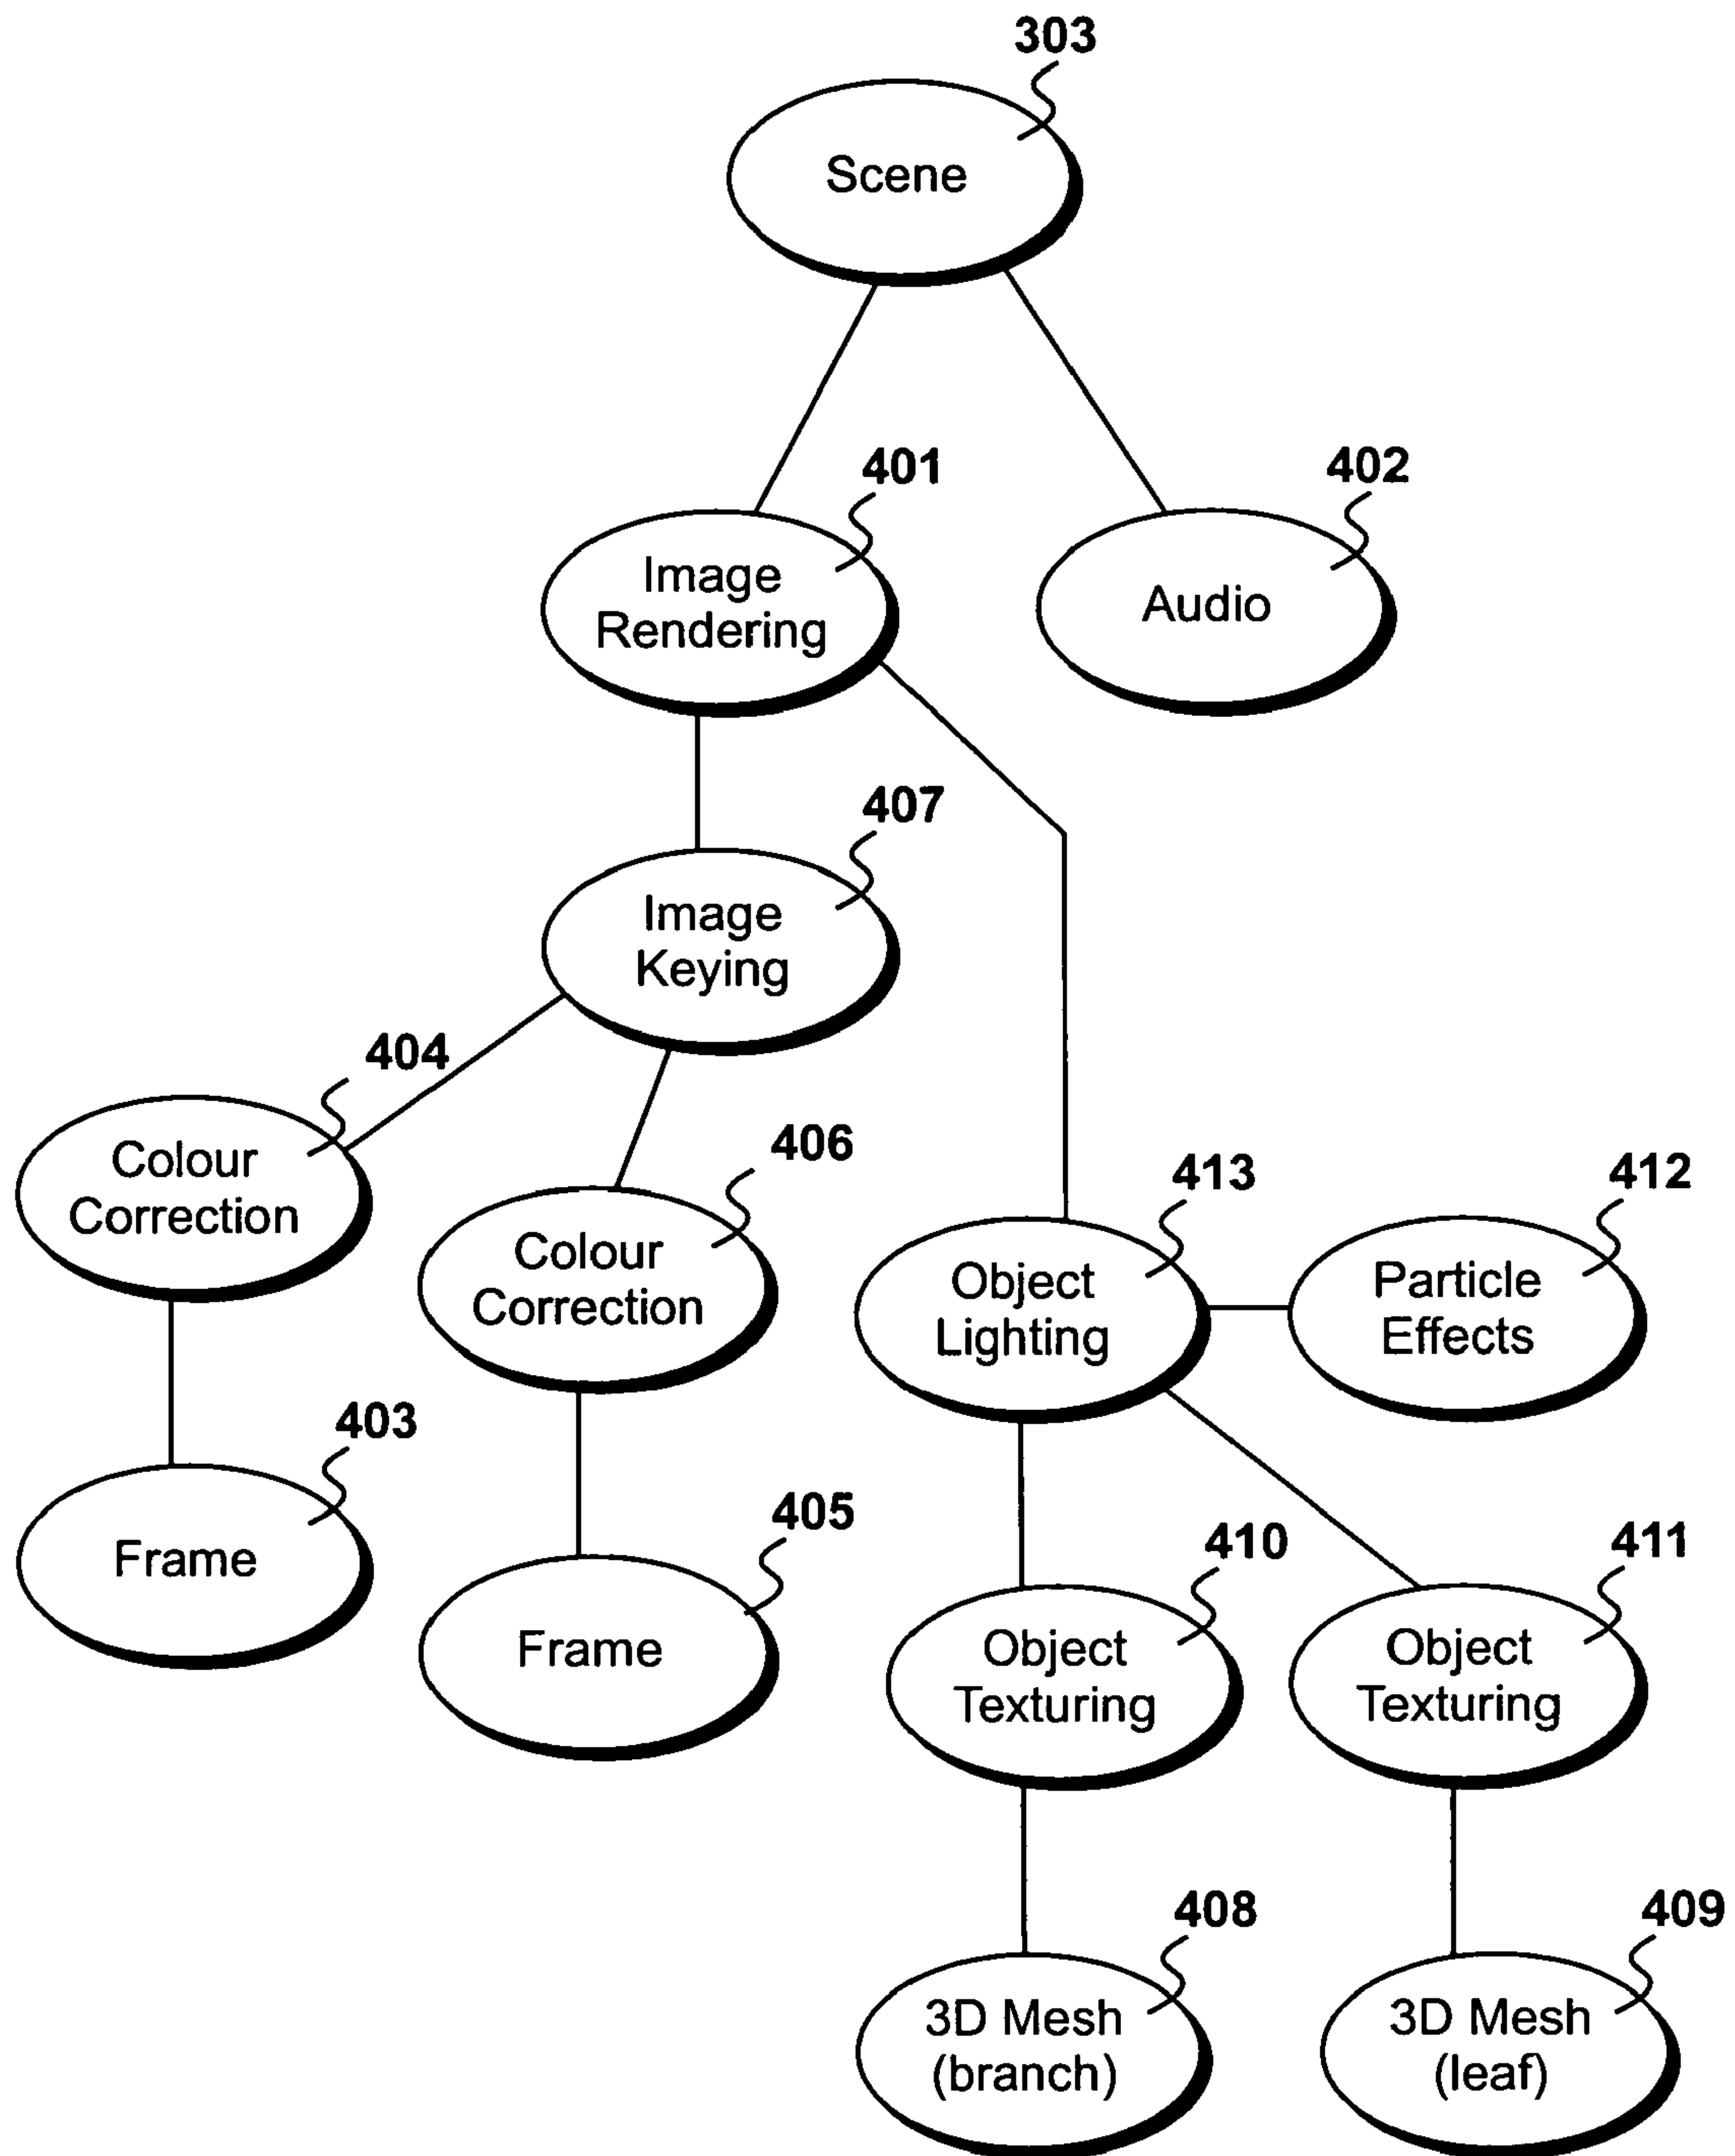 303
Scene
401
402
Image
Rendering
Audio
407
Image
Keying
404
Colour
Correction
406
Colour
Correction
413
412
Object
Lighting
Particle
Effects
403
Frame
405
Frame
410
411
Object
Texturing
Object
Texturing
408
409
3D Mesh
(branch)
3D Mesh
(leaf)